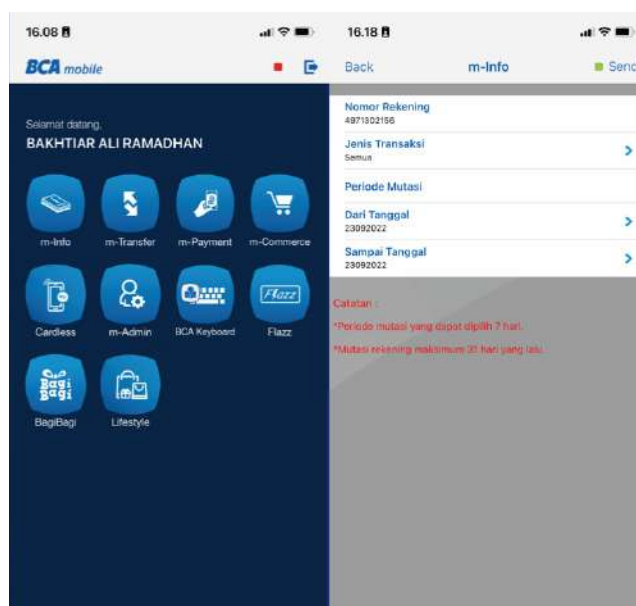 16.08
BCA mobile
Selamat datang,
BAKHTIAR ALI RAMADHAN
m-Info
m-Transfer
m-Payment
m-Commerce
Flazz
Cardless
m-Admin
BCA Keyboard
Flazz
Bagi
Bagi
BagiBagi
Lifestyle
16.18
Back
m-Info
Send
Nomor Rekening
4971302156
Jenis Transaksi
Semua
Periode Mutasi
Dari Tanggal
23092022
Sampai Tanggal
23092022
Catatan :
*Periode mutasi yang dapat dipilih 7 hari.
*Mutasi rekening maksimum 31 hari yang lalu.